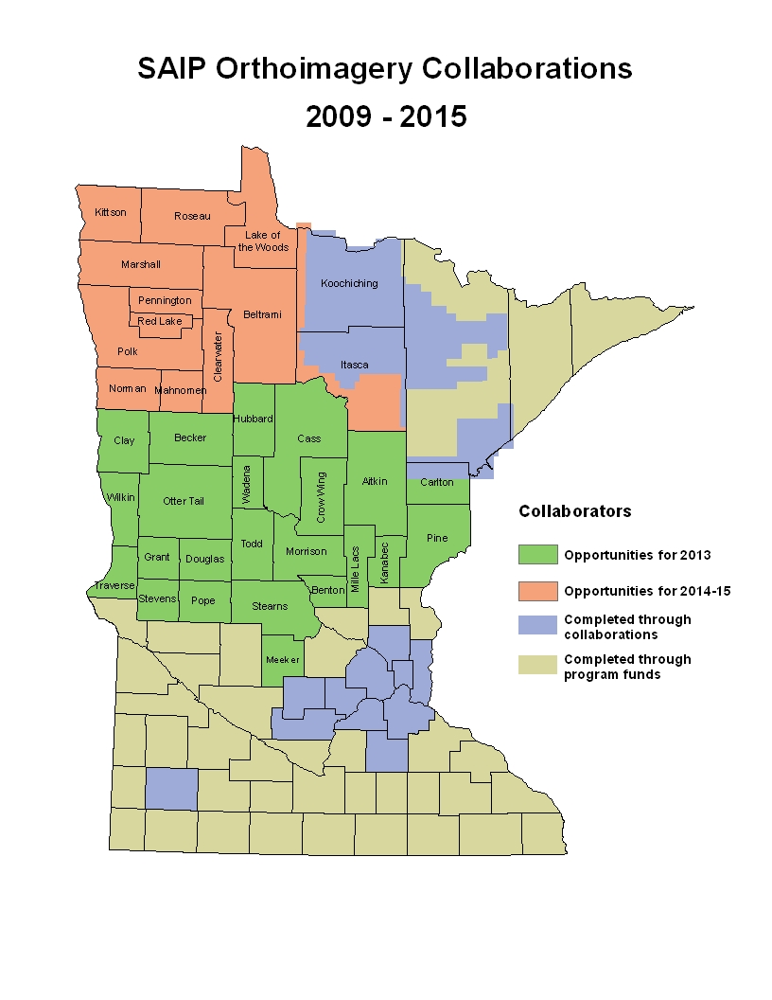 SAIP Orthoimagery Collaborations
2009 - 2015
Kittson
Roseau
Lake of
the Woods
Marshall
Koochiching
Pennington
Beltrami
Red Lake
Clearwater
Polk
Itasca
Norman
Mahnomen
Hubbard
Clay
Becker
Cass
Wadena
Crow Wing
Aitkin
Carlton
Wilkin
Otter Tail
Collaborators
Opportunities for 2013
Opportunities for 2014-15
Completed through
collaborations
Completed through
program funds
Pine
Todd
Morrison
Mille Lacs
Kanabec
Grant
Douglas
Traverse
Benton
Stevens
Pope
Stearns
Meeker